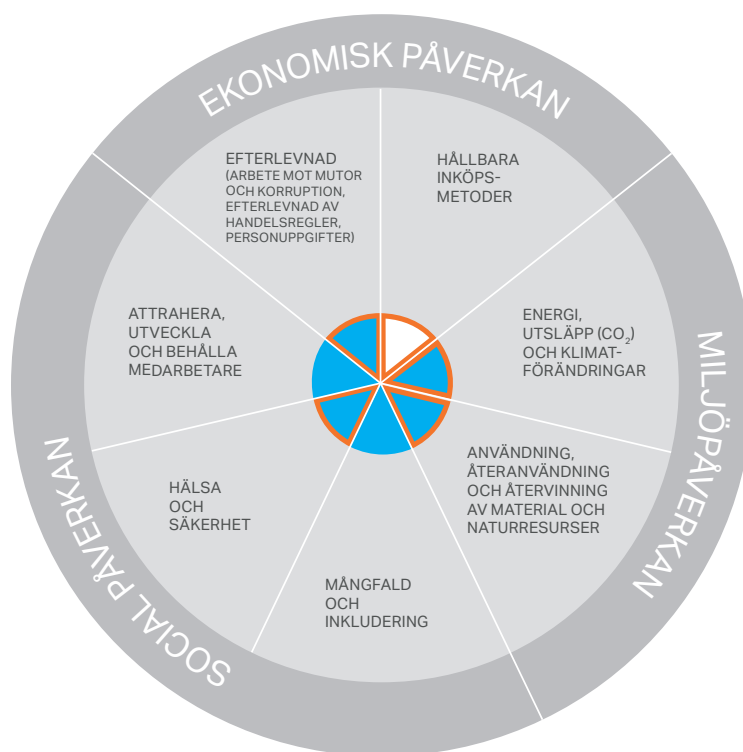 EKONOMISK PÅVERKAN
EFTERLEVNAD
(ARBETE MOT MUTOR
OCH KORRUPTION,
EFTERLEVNAD AV
HANDELSREGLER,
PERSONUPPGIFTER)
HÅLLBARA
INKÖPS-
METODER
ATTRAHERA,
UTVECKLA
OCH BEHÅLLA
MEDARBETARE
ENERGI,
UTSLÄPP (CO₂)
OCH KLIMAT-
FÖRÄNDRINGAR
MILJÖPÅVERKAN
HÄLSA
OCH
SÄKERHET
ANVÄNDNING,
ÅTERANVÄNDNING
OCH ÅTERVINNING
AV MATERIAL OCH
NATURRESURSER
MÅNGFALD
OCH
INKLUDERING
SOCIAL PÅVERKAN